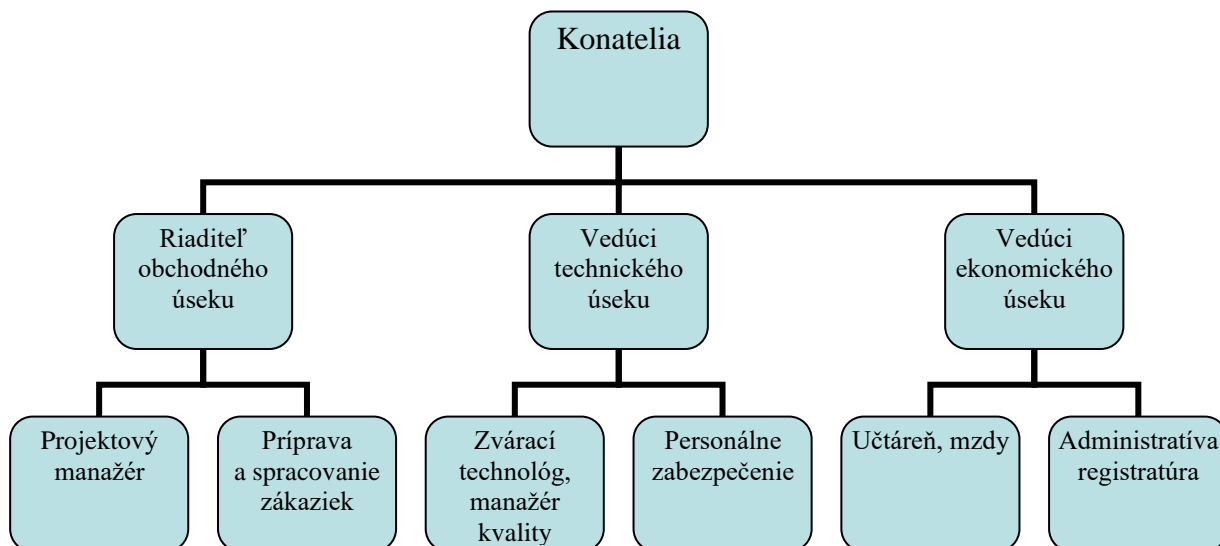 Konatelia
Riaditeľ
obchodného
úseku
Vedúci
technického
úseku
Vedúci
ekonomického
úseku
Projektový
manažér
Príprava
a spracovanie
zákaziek
Zvárací
technológ,
manažér
kvality
Personálne
zabezpečenie
Učtáreň, mzdy
Administratíva
registratúra